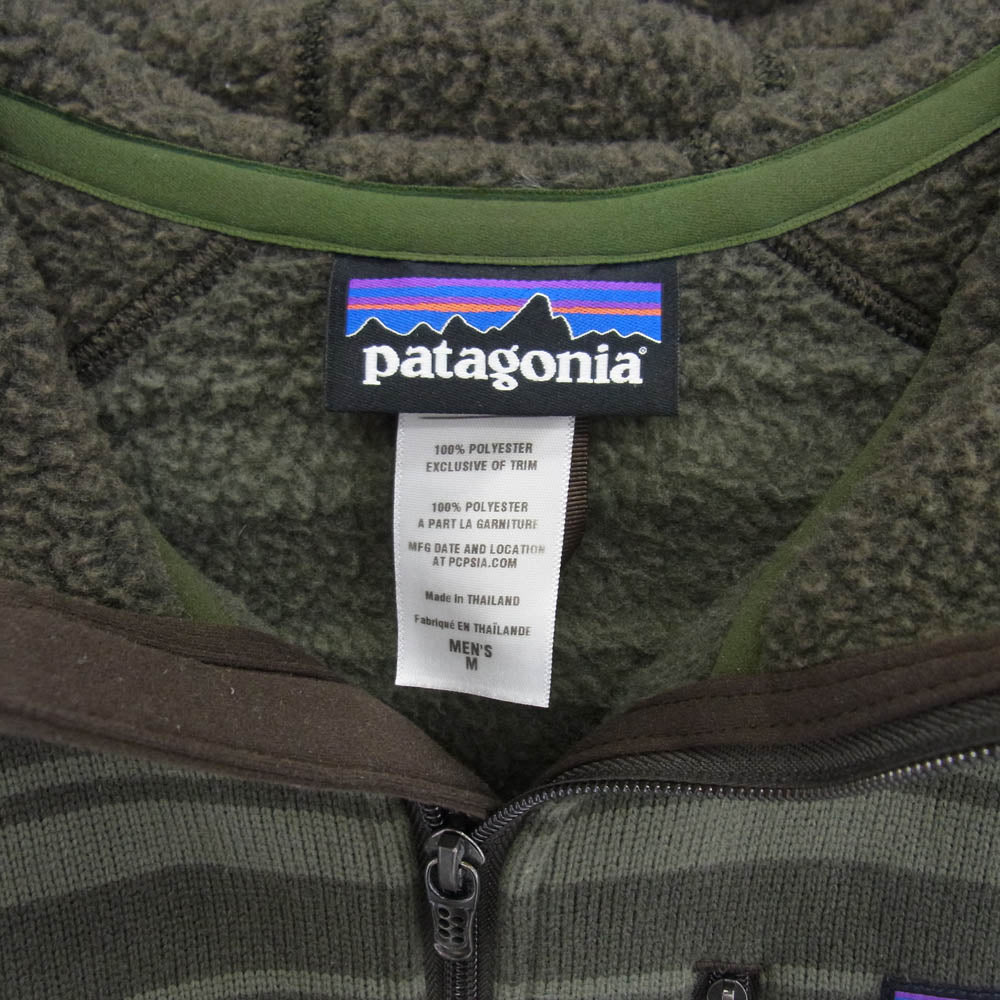 patagonia®
100% POLYESTER
EXCLUSIVE OF TRIM
100% POLYESTER
A PART LA GARNITURE
MFG DATE AND LOCATION
AT PCPSIA.COM
Made in THAILAND
Fabriqué EN THAÏLANDE
MEN'S
M